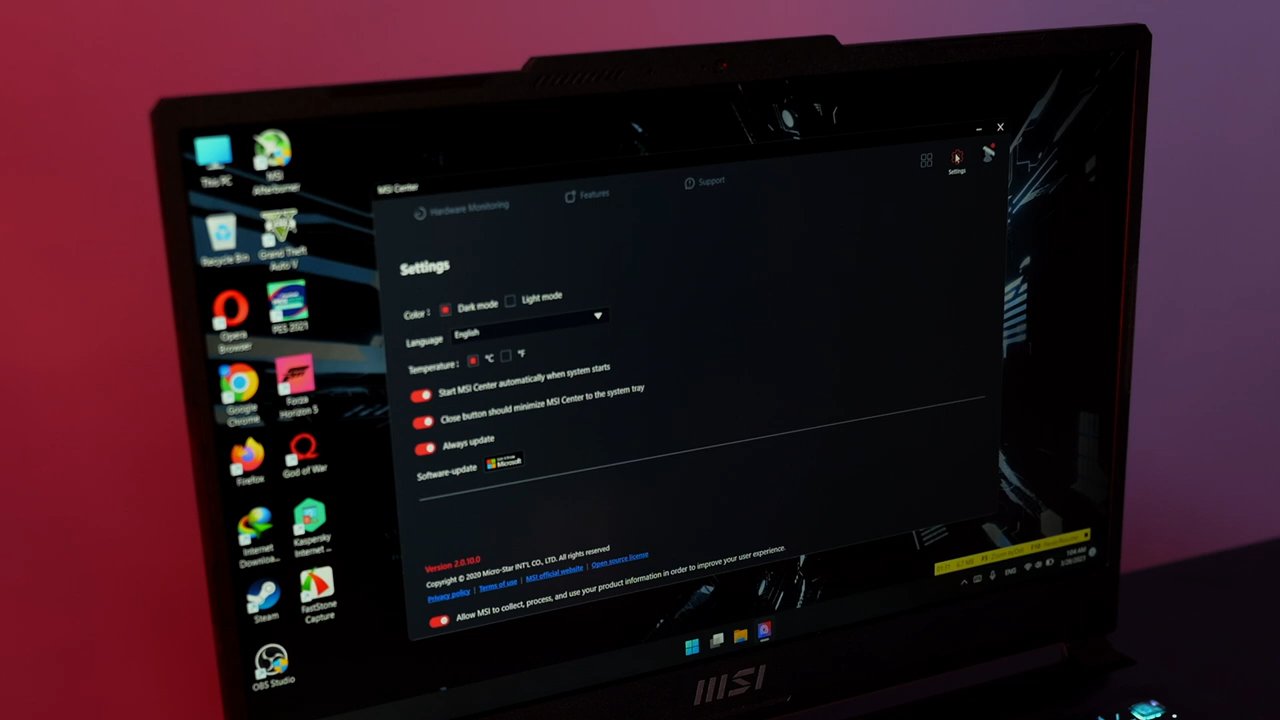 This PC
MSI
Afterburner
Recycle Bin
Grand Theft
Auto V
Opera
Browser
PES 2021
Google
Chrome
Forza
Horizon 5
Firefox
God of War
Internet
Downloa...
Kaspersky
Internet ...
Steam
FastStone
Capture
OBS Studio
MSI Center
Hardware Monitoring
Features
Support
Settings
Settings
Color :
Dark mode
Light mode
Language
English
Temperature :
°C
°F
Start MSI Center automatically when system starts
Close button should minimize MSI Center to the system tray
Always update
Software-update
Microsoft
Version 2.0.10.0
Copyright © 2020 Micro-Star INT'L CO., LTD. All rights reserved
Privacy policy | Terms of use | MSI official website | Open source license
Allow MSI to collect, process, and use your product information in order to improve your user experience.
ENG
1:04 AM
msi